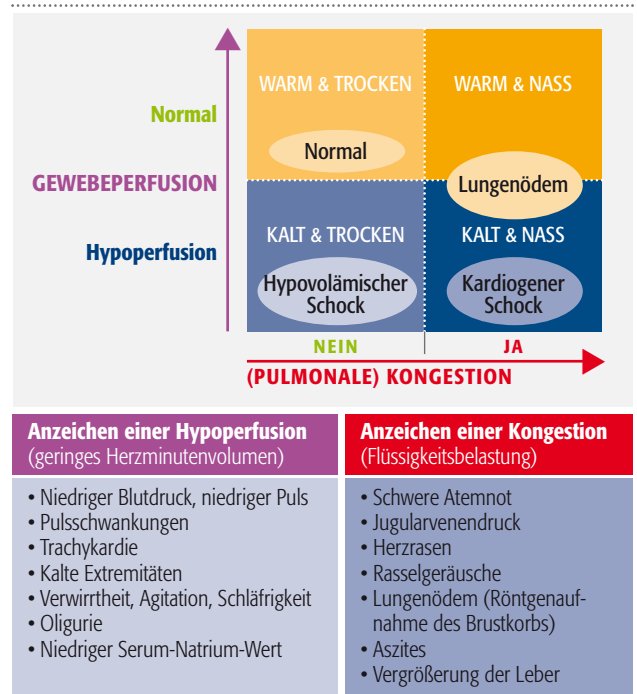 WARM & TROCKEN
WARM & NASS
Normal
Normal
GEWEBEPERFUSION
Lungenödem
Hypoperfusion
KALT & TROCKEN
KALT & NASS
Hypovolämischer
Schock
Kardiogener
Schock
NEIN
JA
(PULMONALE) KONGESTION
Anzeichen einer Hypoperfusion
(geringes Herzminutenvolumen)
• Niedriger Blutdruck, niedriger Puls
• Pulsschwankungen
• Trachykardie
• Kalte Extremitäten
• Verwirrtheit, Agitation, Schläfrigkeit
• Oligurie
• Niedriger Serum-Natrium-Wert
Anzeichen einer Kongestion
(Flüssigkeitsbelastung)
• Schwere Atemnot
• Jugularvenendruck
• Herzrasen
• Rasselgeräusche
• Lungenödem (Röntgenauf-
nahme des Brustkorbs)
• Aszites
• Vergrößerung der Leber